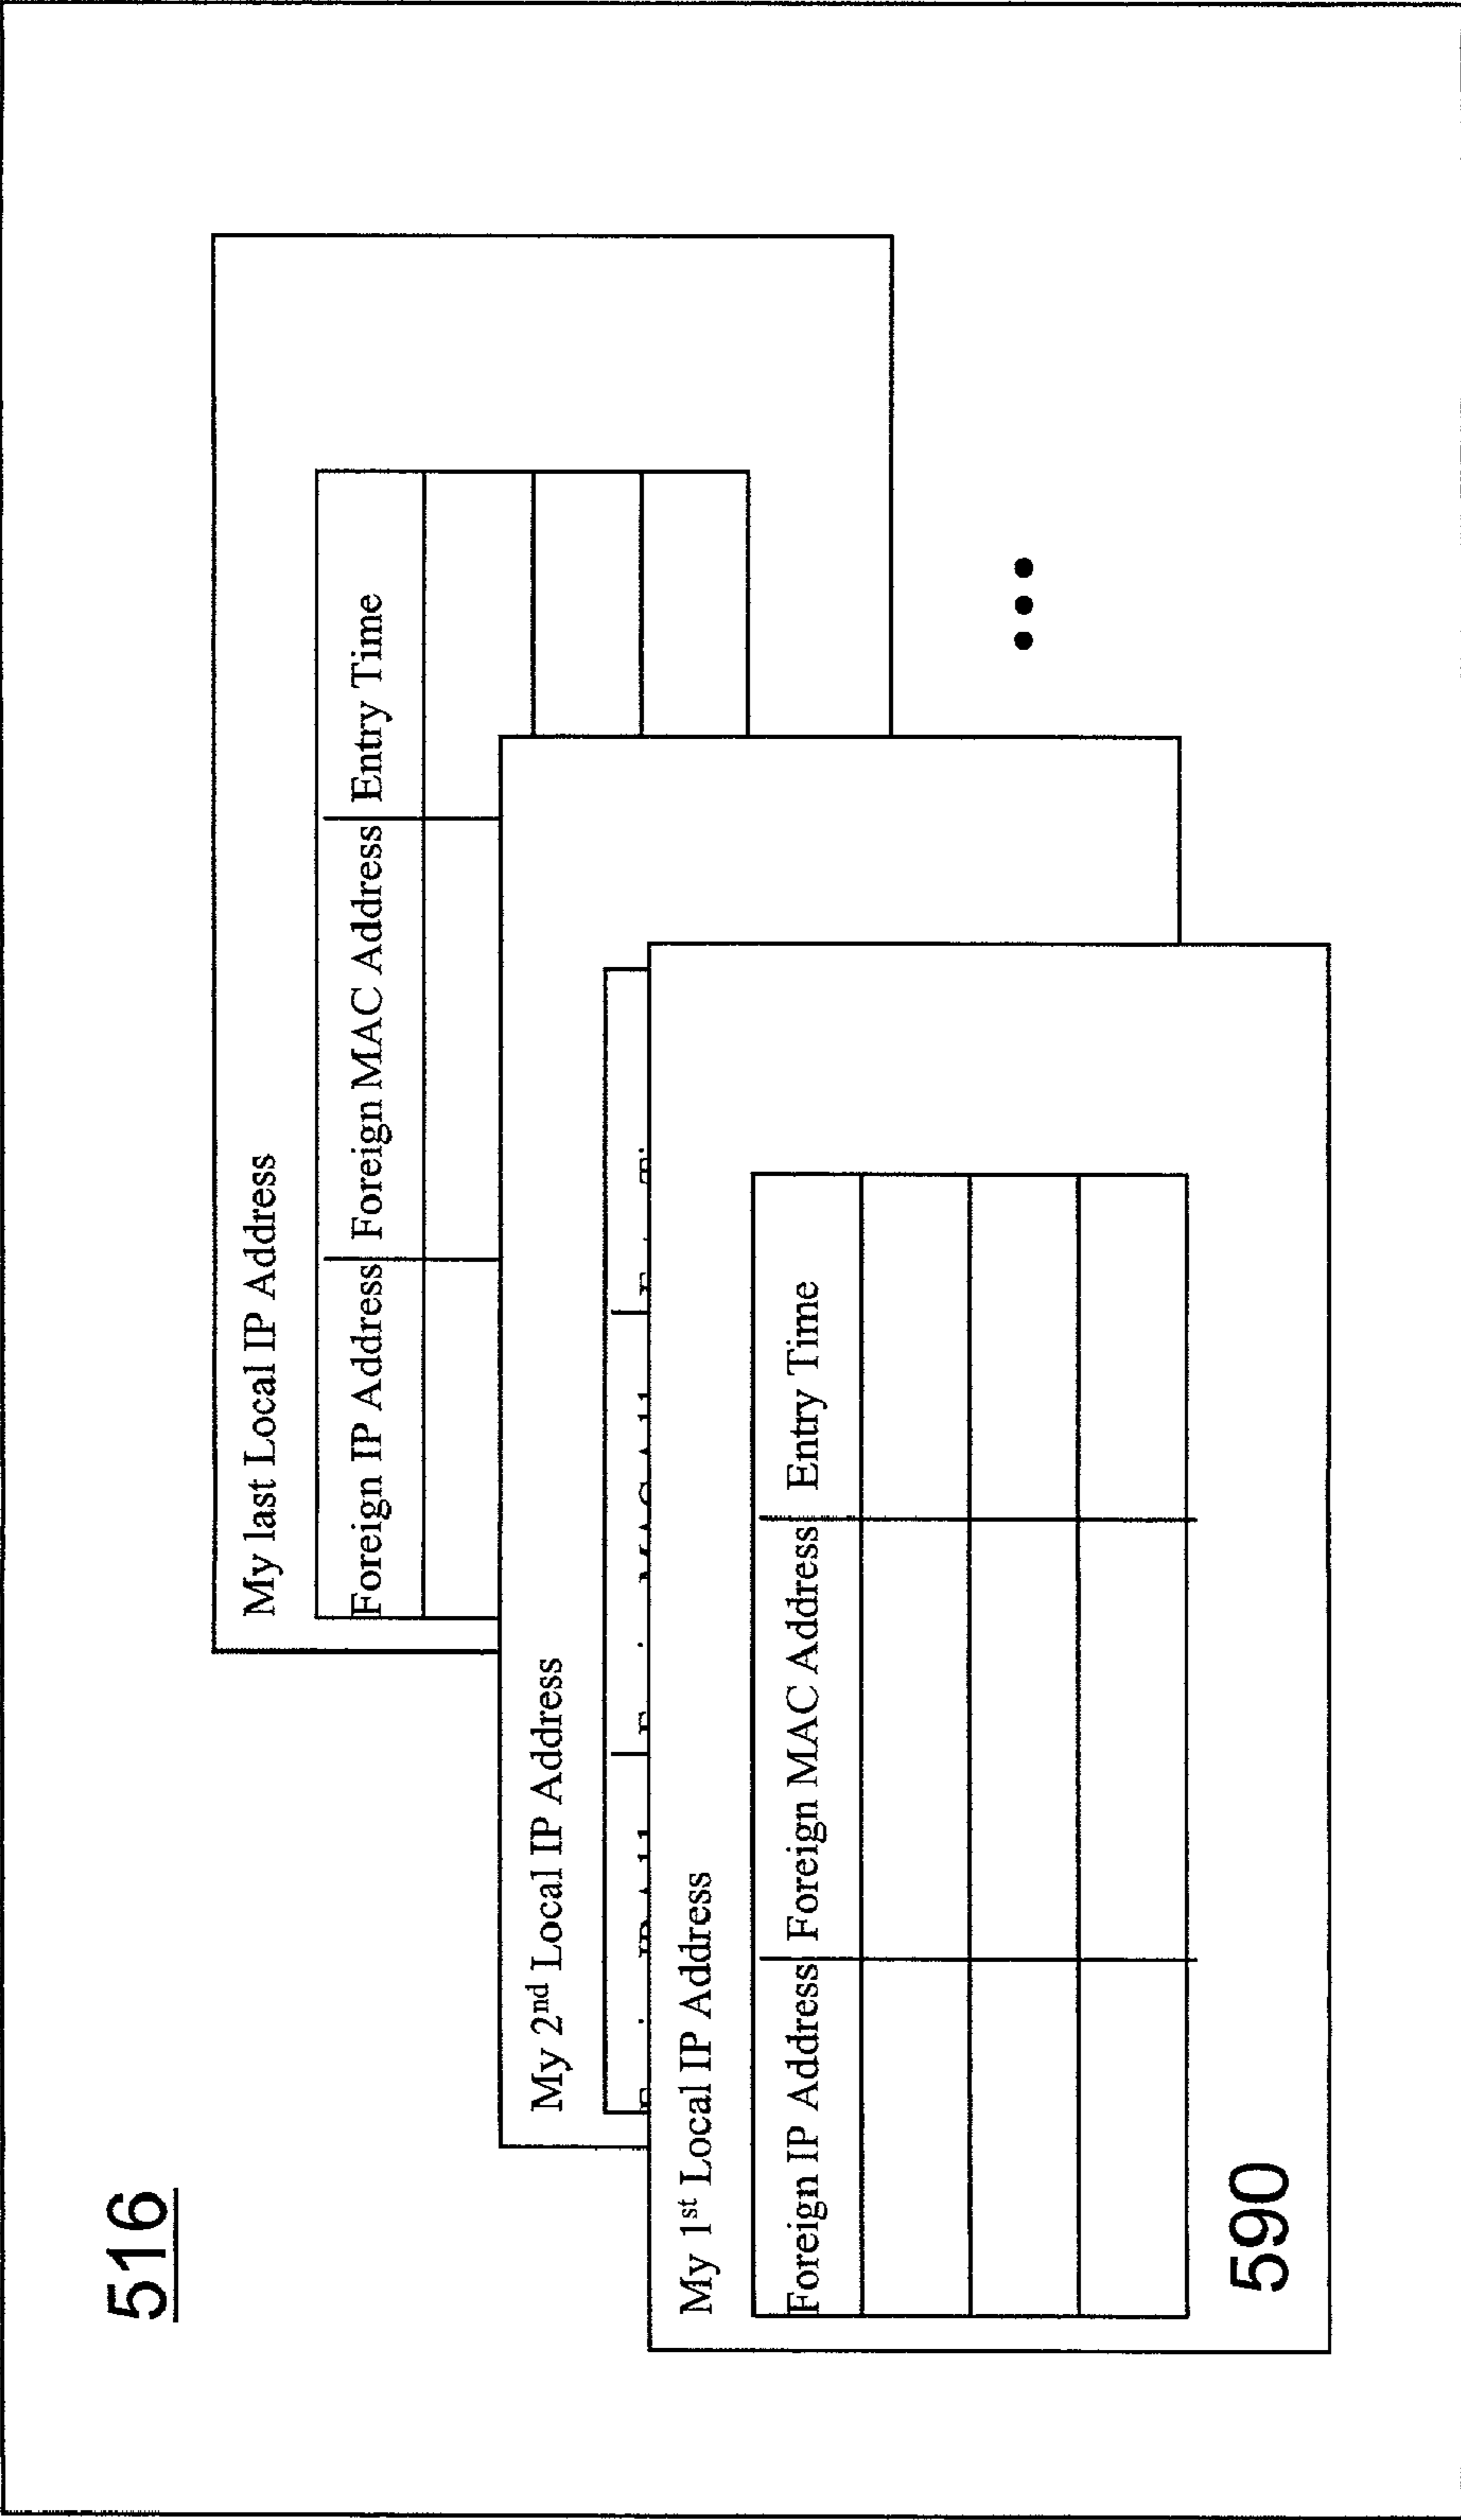 516
My last Local IP Address
Foreign IP Address Foreign MAC Address Entry Time
My 2nd Local IP Address
My 1st Local IP Address
Foreign IP Address Foreign MAC Address Entry Time
590